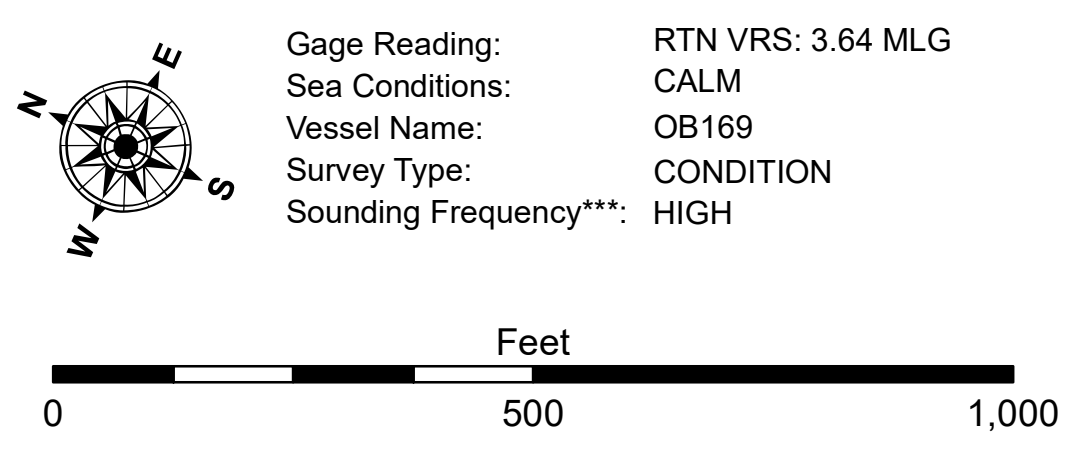 N
E
S
W
Gage Reading: RTN VRS: 3.64 MLG
Sea Conditions: CALM
Vessel Name: OB169
Survey Type: CONDITION
Sounding Frequency***: HIGH
Feet
0 500 1,000